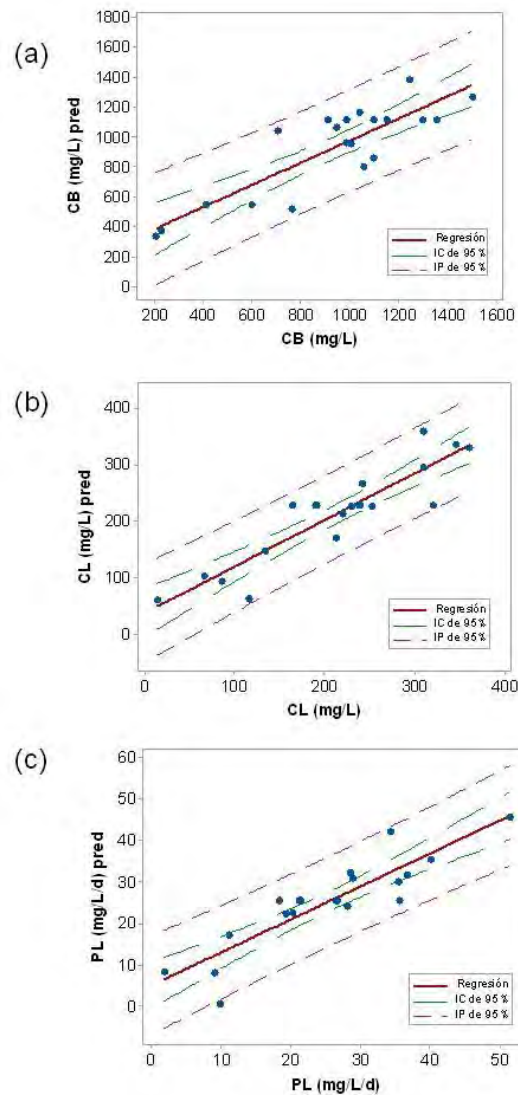 (a)
CB (mg/L) pred
1800
1600
1400
1200
1000
800
600
400
200
0
Regresión
IC de 95 %
IP de 95 %
200 400 600 800 1000 1200 1400 1600
CB (mg/L)
(b)
CL (mg/L) pred
400
300
200
100
0
Regresión
IC de 95 %
IP de 95 %
0 100 200 300 400
CL (mg/L)
(c)
PL (mg/L/d) pred
60
50
40
30
20
10
0
Regresión
IC de 95 %
IP de 95 %
0 10 20 30 40 50
PL (mg/L/d)